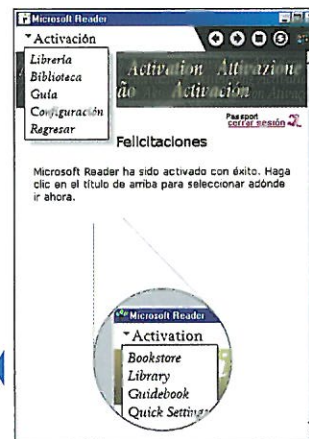 Microsoft Reader
Activación
Librería
Biblioteca
Guía
Configuración
Regresar
Activation Attivazione
ão Activación
Passport
cerrar sesión
Felicitaciones
Microsoft Reader ha sido activado con éxito. Haga
clic en el título de arriba para seleccionar adónde
ir ahora.
Microsoft Reader
Activation
Bookstore
Library
Guidebook
Quick Settings